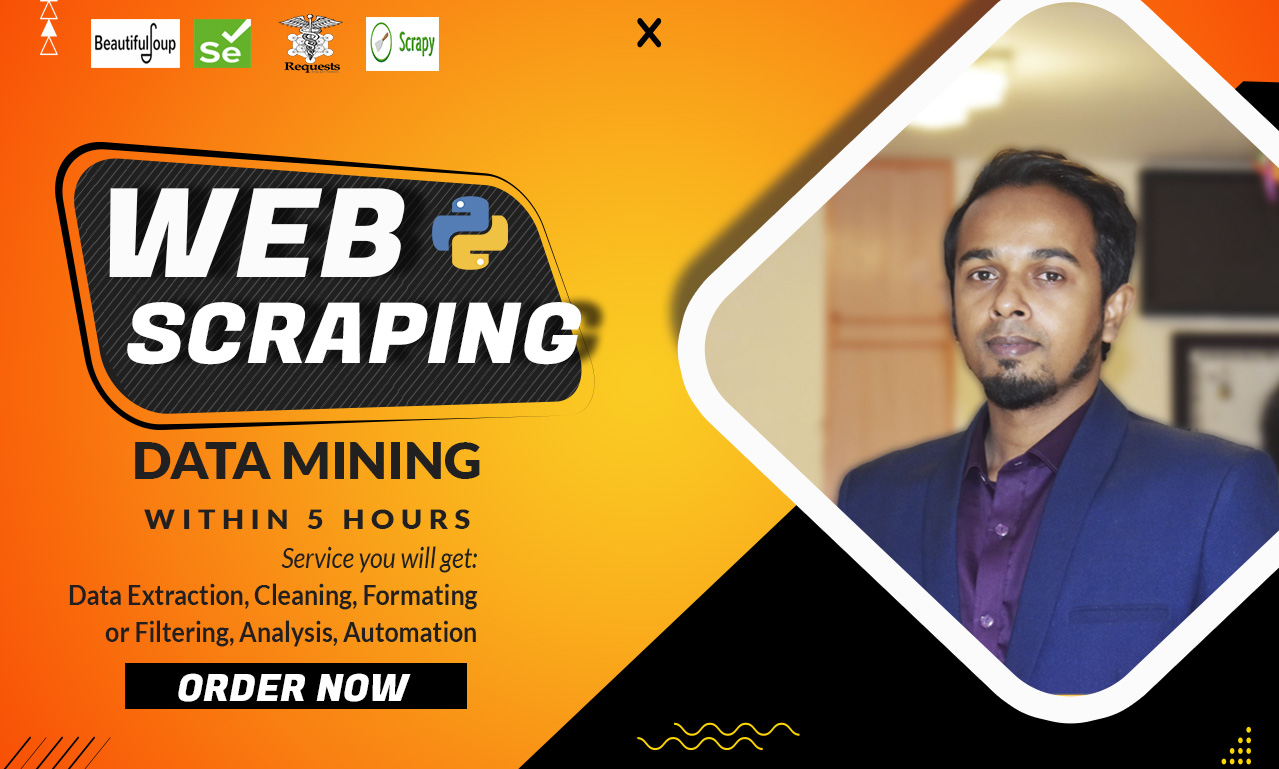 BeautifulSoup
Se
Requests
Scrapy
WEB
SCRAPING
DATA MINING
WITHIN 5 HOURS
Service you will get:
Data Extraction, Cleaning, Formating
or Filtering, Analysis, Automation
ORDER NOW